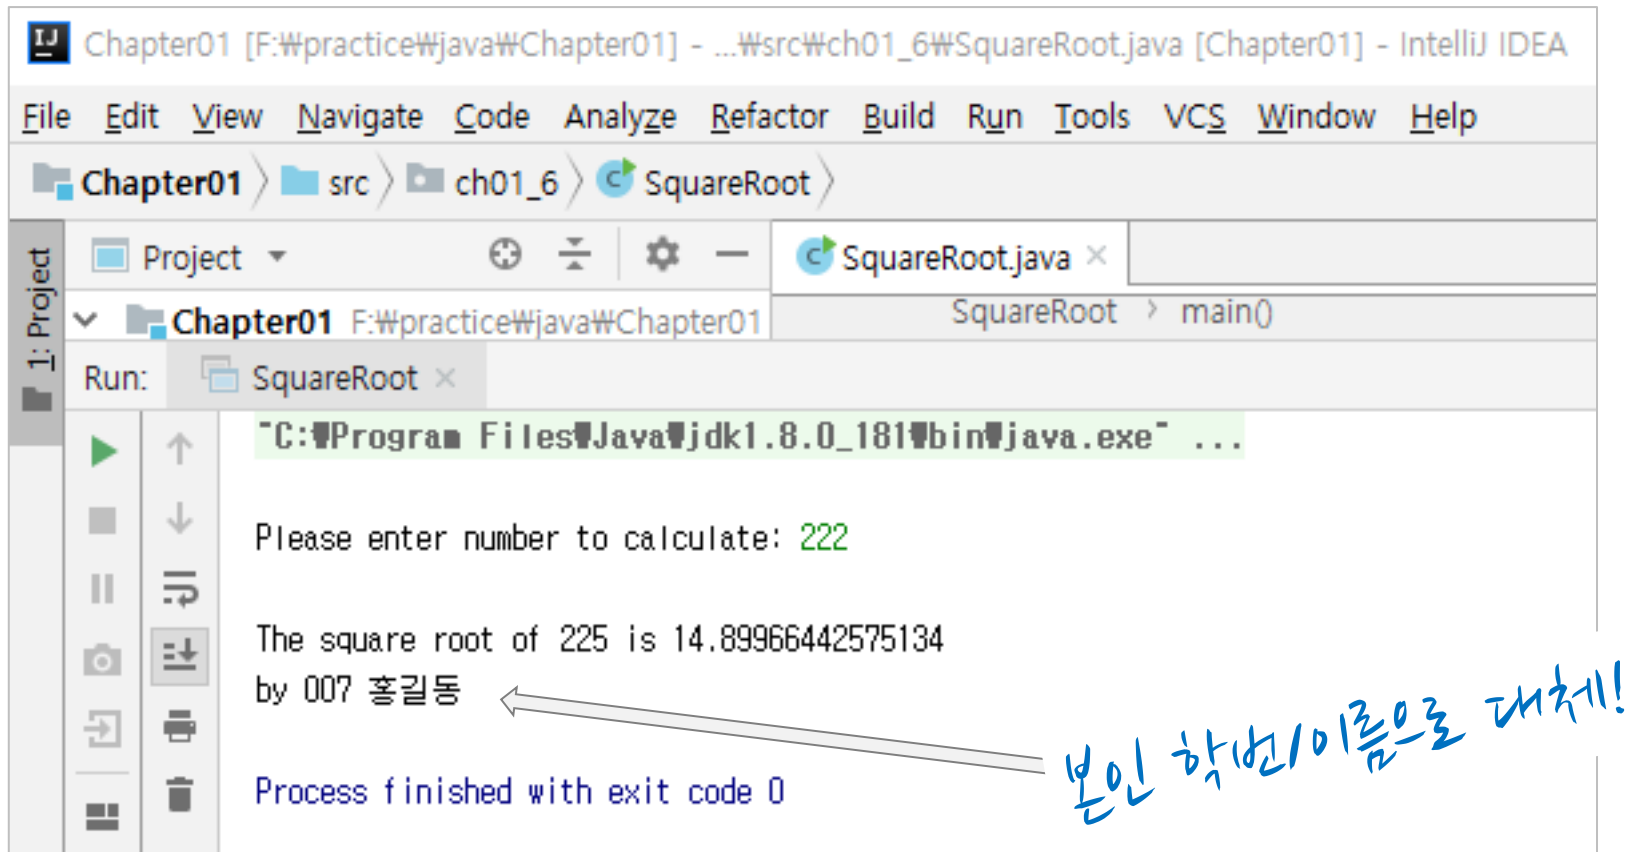 Chapter01 [F:₩practice₩java₩Chapter01] - ...₩src₩ch01_6₩SquareRoot.java [Chapter01] - IntelliJ IDEA
File Edit View Navigate Code Analyze Refactor Build Run Tools VCS Window Help
Chapter01 src ch01_6 SquareRoot
1: Project
Project
SquareRoot.java
Chapter01 F:₩practice₩java₩Chapter01
SquareRoot > main()
Run: SquareRoot
"C:₩Program Files₩Java₩jdk1.8.0_181₩bin₩java.exe" ...
Please enter number to calculate: 222
The square root of 225 is 14.89966442575134
by 007 홍길동
본인 학번/이름으로 대체!
Process finished with exit code 0